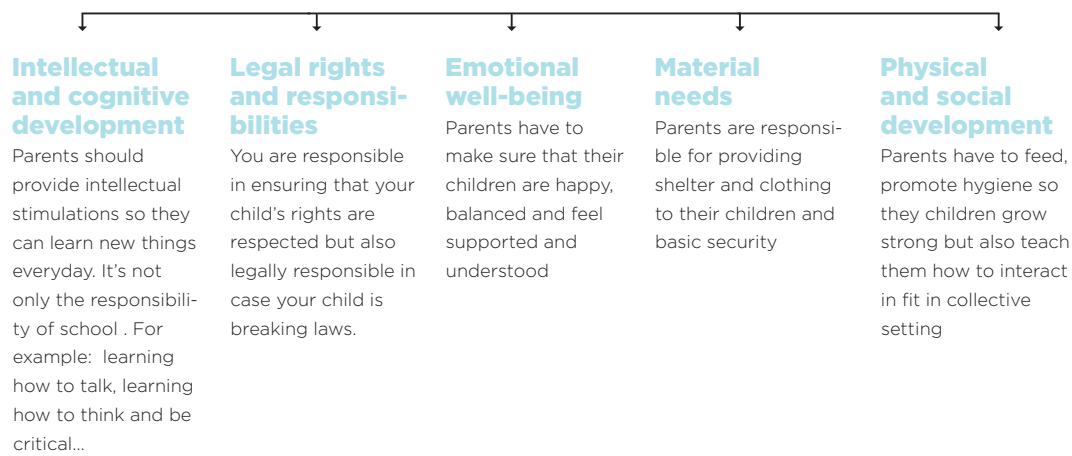 Intellectual
and cognitive
development
Parents should
provide intellectual
stimulations so they
can learn new things
everyday. It's not
only the responsibili-
ty of school . For
example:  learning
how to talk, learning
how to think and be
critical...
Legal rights
and responsi-
bilities
You are responsible
in ensuring that your
child's rights are
respected but also
legally responsible in
case your child is
breaking laws.
Emotional
well-being
Parents have to
make sure that their
children are happy,
balanced and feel
supported and
understood
Material
needs
Parents are responsi-
ble for providing
shelter and clothing
to their children and
basic security
Physical
and social
development
Parents have to feed,
promote hygiene so
they children grow
strong but also teach
them how to interact
in fit in collective
setting